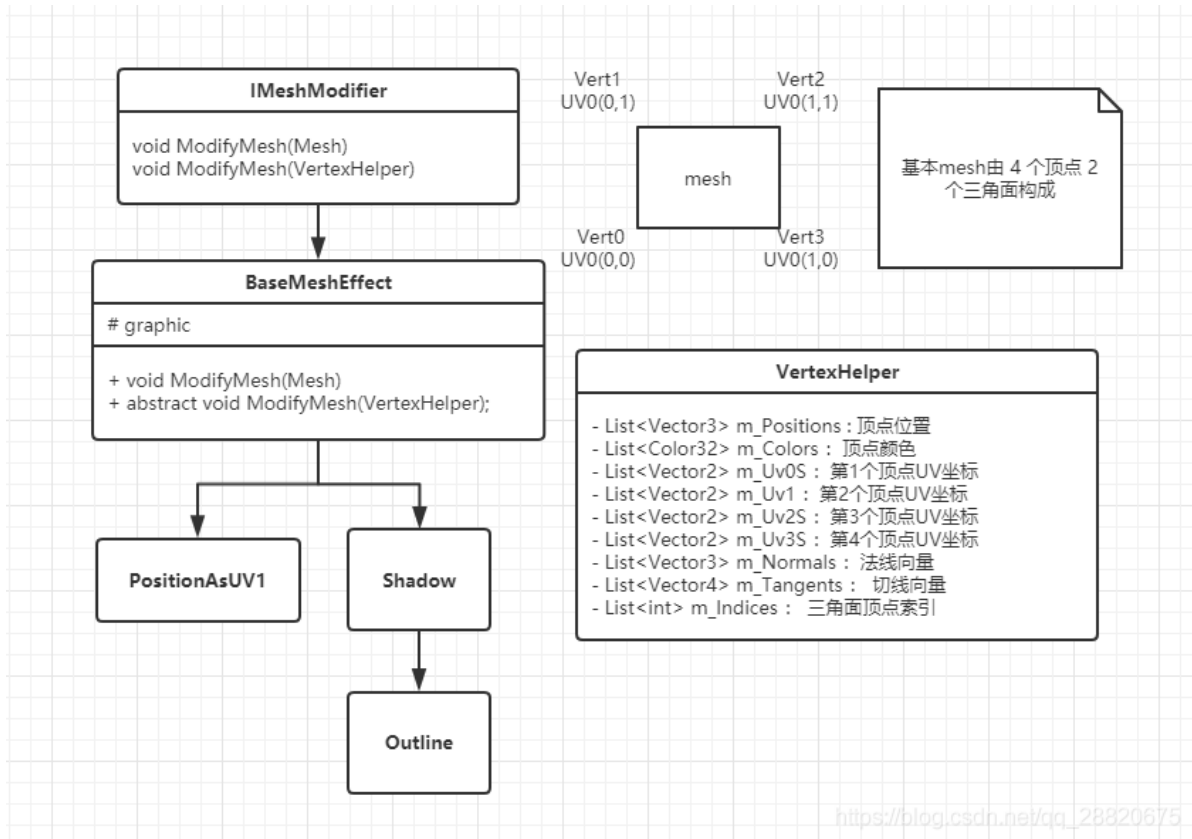 IMeshModifier
void ModifyMesh(Mesh)
void ModifyMesh(VertexHelper)
BaseMeshEffect
# graphic
+ void ModifyMesh(Mesh)
+ abstract void ModifyMesh(VertexHelper);
PositionAsUV1
Shadow
Outline
Vert1
UV0(0,1)
Vert2
UV0(1,1)
mesh
Vert0
UV0(0,0)
Vert3
UV0(1,0)
基本mesh由 4 个顶点 2
个三角面构成
VertexHelper
- List<Vector3> m_Positions : 顶点位置
- List<Color32> m_Colors : 顶点颜色
- List<Vector2> m_Uv0S : 第1个顶点UV坐标
- List<Vector2> m_Uv1 : 第2个顶点UV坐标
- List<Vector2> m_Uv2S : 第3个顶点UV坐标
- List<Vector2> m_Uv3S : 第4个顶点UV坐标
- List<Vector3> m_Normals : 法线向量
- List<Vector4> m_Tangents : 切线向量
- List<int> m_Indices : 三角面顶点索引
https://blog.csdn.net/qq_28820675